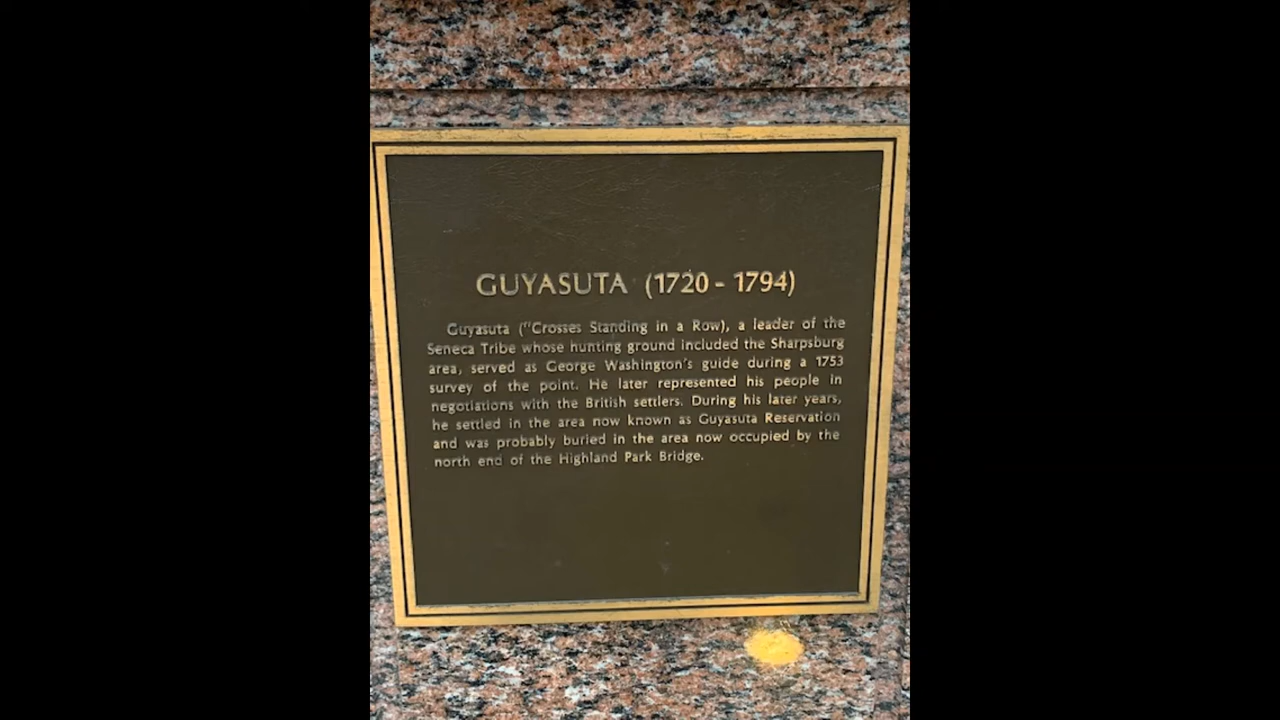 GUYASUTA (1720 - 1794)
Guyasuta ("Crosses Standing in a Row), a leader of the
Seneca Tribe whose hunting ground included the Sharpsburg
area, served as George Washington's guide during a 1753
survey of the point. He later represented his people in
negotiations with the British settlers. During his later years,
he settled in the area now known as Guyasuta Reservation
and was probably buried in the area now occupied by the
north end of the Highland Park Bridge.